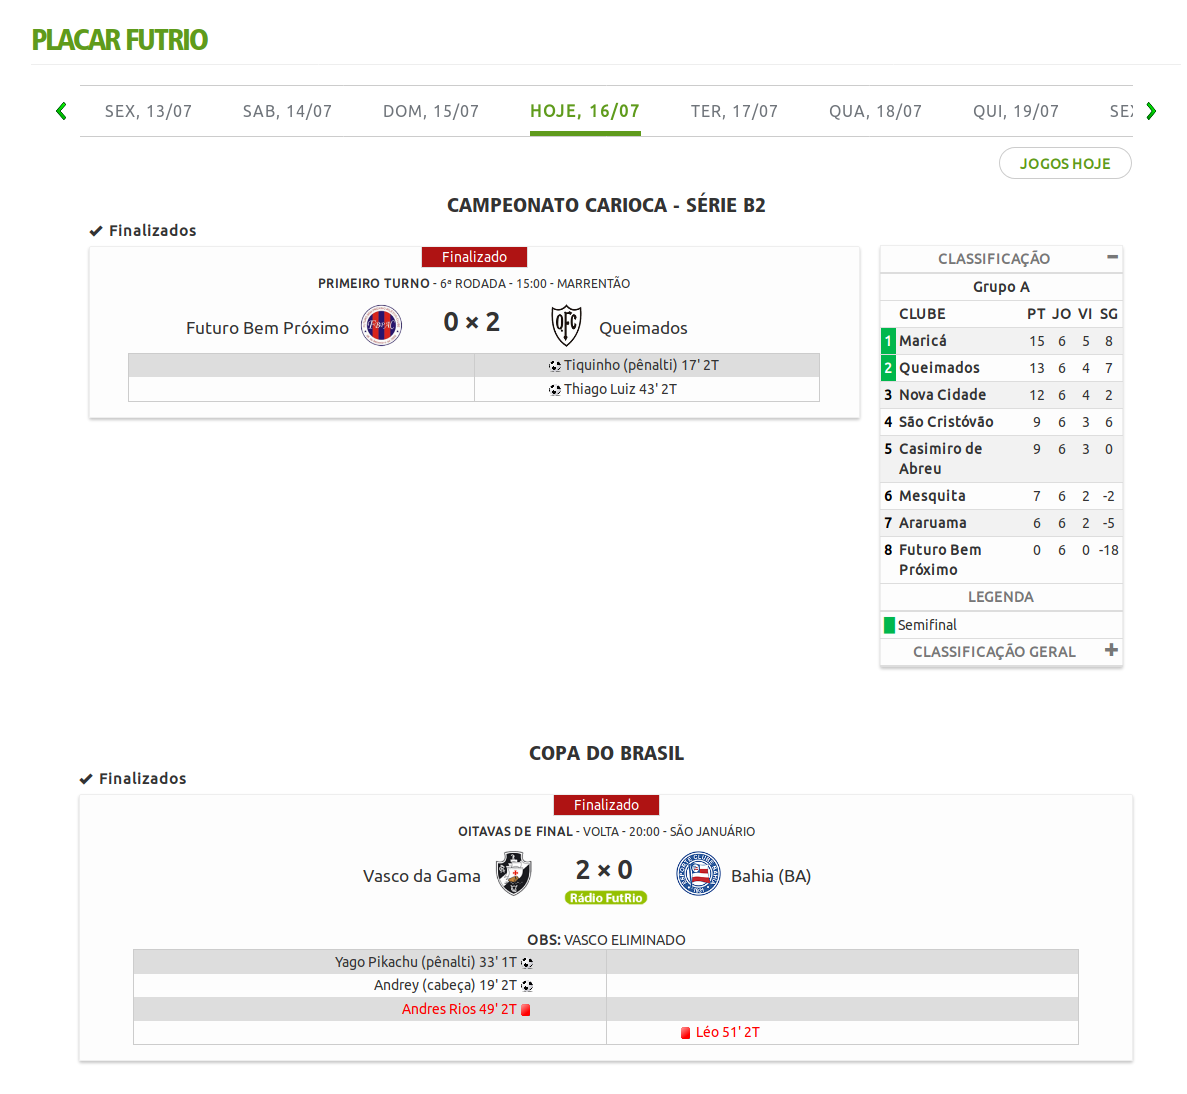 PLACAR FUTRIO
SEX, 13/07 SAB, 14/07 DOM, 15/07 HOJE, 16/07 TER, 17/07 QUA, 18/07 QUI, 19/07
JOGOS HOJE
CAMPEONATO CARIOCA - SÉRIE B2
Finalizados
Finalizado
PRIMEIRO TURNO - 6ª RODADA - 15:00 - MARRENTÃO
Futuro Bem Próximo 0 × 2 Queimados
Tiquinho (pênalti) 17' 2T
Thiago Luiz 43' 2T
CLASSIFICAÇÃO
Grupo A
CLUBE PT JO VI SG
1 Maricá 15 6 5 8
2 Queimados 13 6 4 7
3 Nova Cidade 12 6 4 2
4 São Cristóvão 9 6 3 6
5 Casimiro de 9 6 3 0
Abreu
6 Mesquita 7 6 2 -2
7 Araruama 6 6 2 -5
8 Futuro Bem 0 6 0 -18
Próximo
LEGENDA
Semifinal
CLASSIFICAÇÃO GERAL
COPA DO BRASIL
Finalizados
Finalizado
OITAVAS DE FINAL - VOLTA - 20:00 - SÃO JANUÁRIO
Vasco da Gama 2 × 0 Bahia (BA)
Rádio FutRio
OBS: VASCO ELIMINADO
Yago Pikachu (pênalti) 33' 1T
Andrey (cabeça) 19' 2T
Andres Rios 49' 2T
Léo 51' 2T